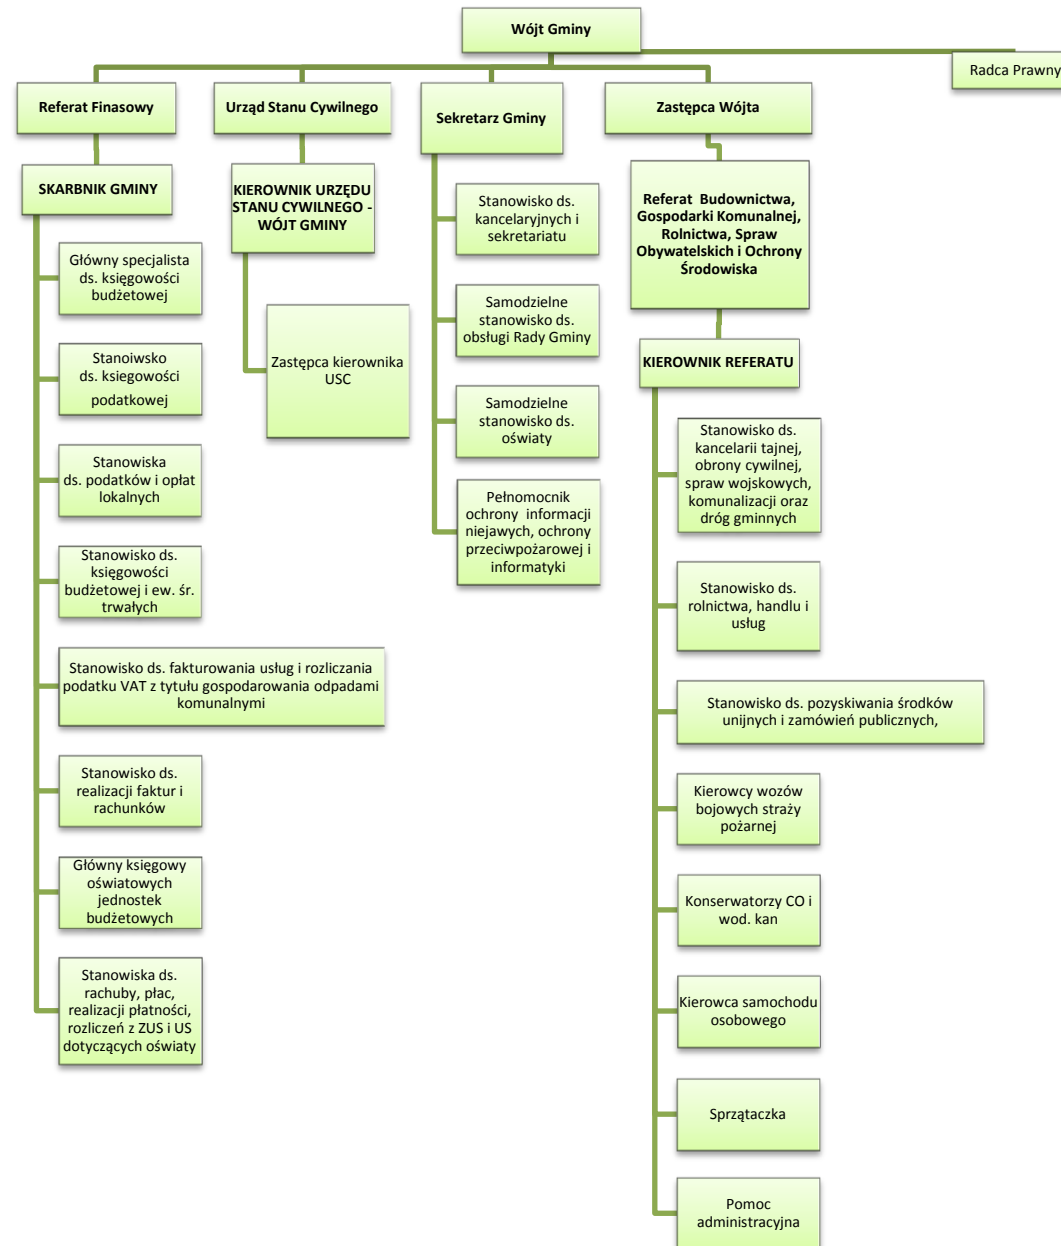 Wójt Gminy
Radca Prawny
Referat Finasowy
SKARBNIK GMINY
Główny specjalista
ds. księgowości
budżetowej
Stanoiwsko
ds. ksiegowości
podatkowej
Stanowiska
ds. podatków i opłat
lokalnych
Stanowisko ds.
księgowości
budżetowej i ew. śr.
trwałych
Stanowisko ds. fakturowania usług i rozliczania
podatku VAT z tytułu gospodarowania odpadami
komunalnymi
Stanowisko ds.
realizacji faktur i
rachunków
Główny księgowy
oświatowych
jednostek
budżetowych
Stanowiska ds.
rachuby, płac,
realizacji płatności,
rozliczeń z ZUS i US
dotyczących oświaty
Urząd Stanu Cywilnego
KIEROWNIK URZĘDU
STANU CYWILNEGO -
WÓJT GMINY
Zastępca kierownika
USC
Sekretarz Gminy
Stanowisko ds.
kancelaryjnych i
sekretariatu
Samodzielne
stanowisko ds.
obsługi Rady Gminy
Samodzielne
stanowisko ds.
oświaty
Pełnomocnik
ochrony informacji
niejawych, ochrony
przeciwpożarowej i
informatyki
Zastępca Wójta
Referat Budownictwa,
Gospodarki Komunalnej,
Rolnictwa, Spraw
Obywatelskich i Ochrony
Środowiska
KIEROWNIK REFERATU
Stanowisko ds.
kancelarii tajnej,
obrony cywilnej,
spraw wojskowych,
komunalizacji oraz
dróg gminnych
Stanowisko ds.
rolnictwa, handlu i
usług
Stanowisko ds. pozyskiwania środków
unijnych i zamówień publicznych,
Kierowcy wozów
bojowych straży
pożarnej
Konserwatorzy CO i
wod. kan
Kierowca samochodu
osobowego
Sprzątaczka
Pomoc
administracyjna